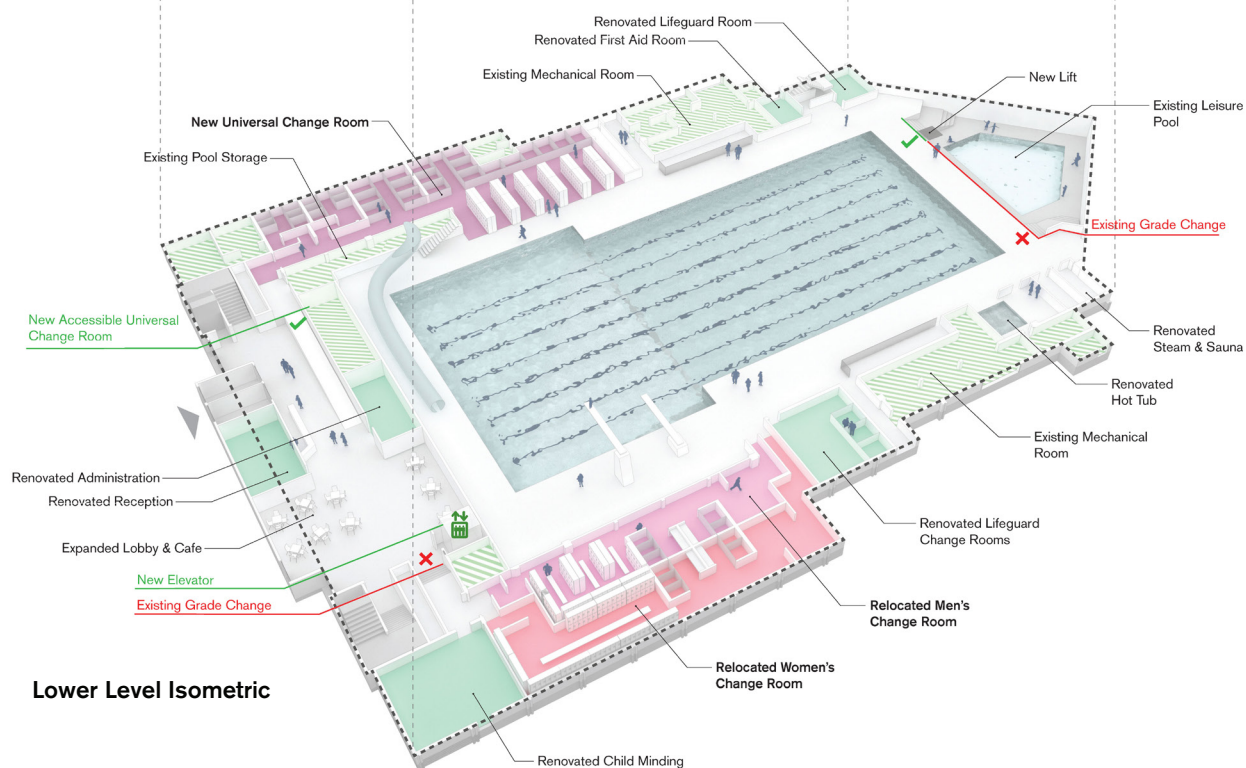 Renovated Lifeguard Room
Renovated First Aid Room
Existing Mechanical Room
New Lift
Existing Leisure
Pool
New Universal Change Room
Existing Pool Storage
Existing Grade Change
New Accessible Universal
Change Room
Renovated
Steam & Sauna
Renovated
Hot Tub
Existing Mechanical
Room
Renovated Administration
Renovated Reception
Expanded Lobby & Cafe
New Elevator
Existing Grade Change
Renovated Lifeguard
Change Rooms
Relocated Men's
Change Room
Relocated Women's
Change Room
Lower Level Isometric
Renovated Child Minding